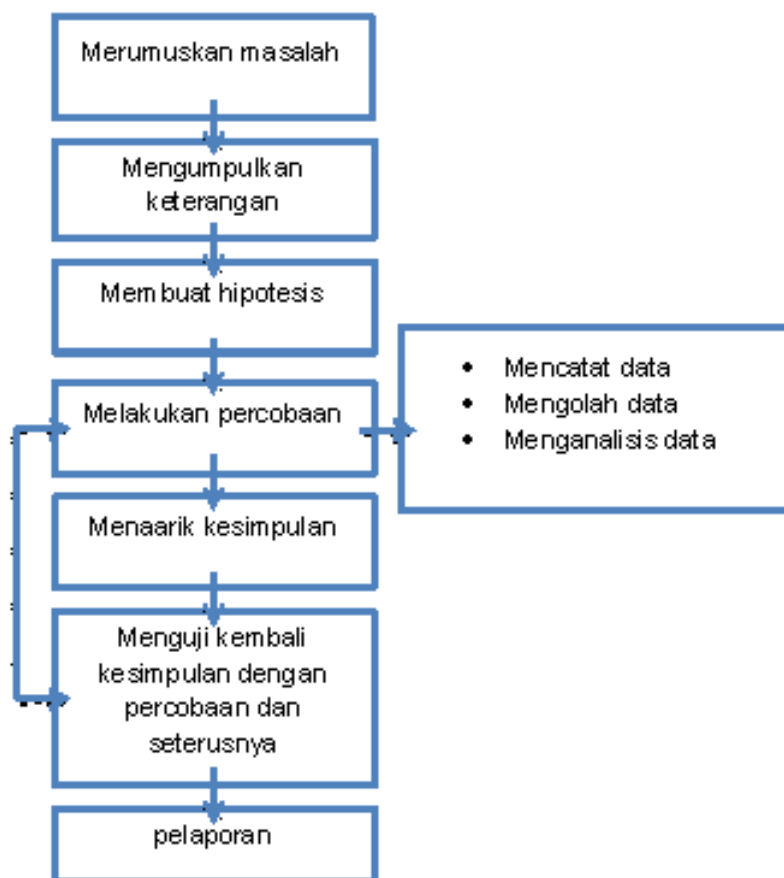 Merumuskan masalah
Mengumpulkan
keterangan
Membuat hipotesis
Melakukan percobaan
• Mencatat data
• Mengolah data
• Menganalisis data
Menaarik kesimpulan
Menguji kembali
kesimpulan dengan
percobaan dan
seterusnya
pelaporan